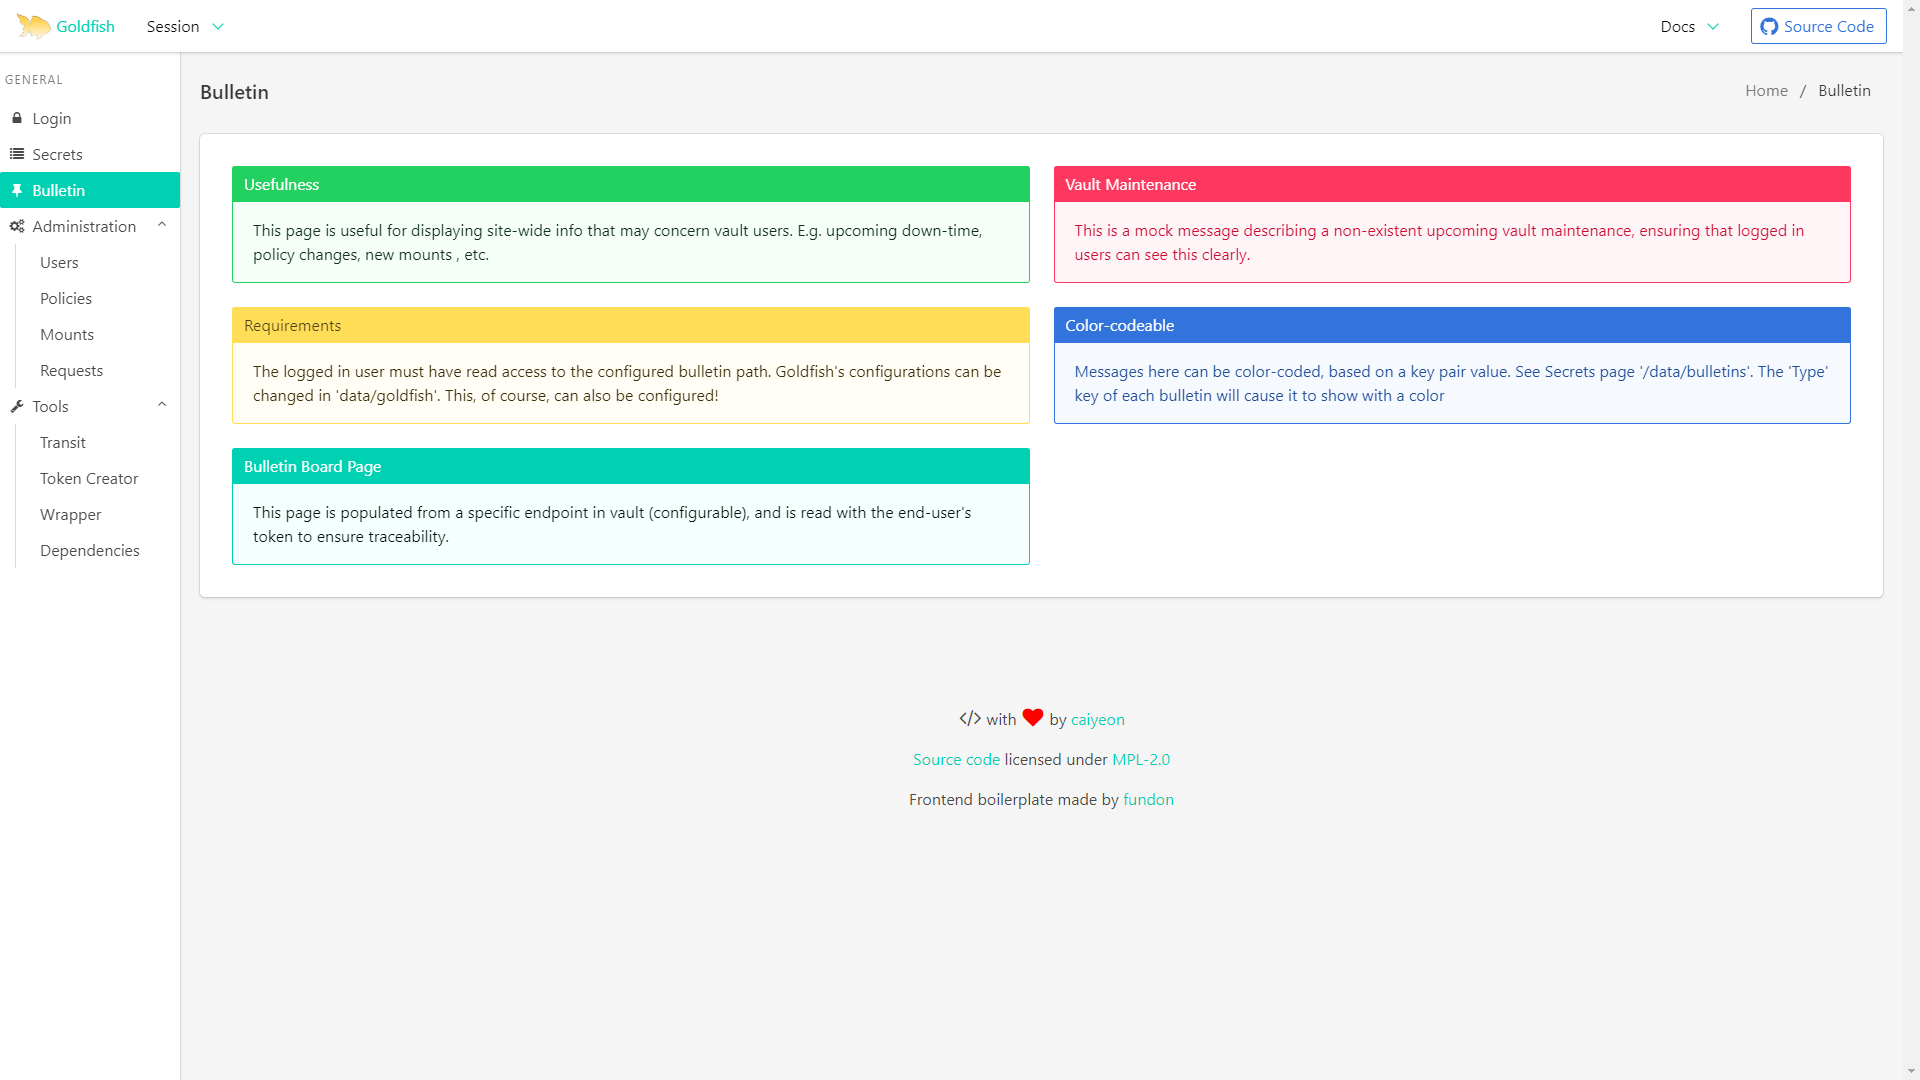 Goldfish
Session
Docs
Source Code
GENERAL
Login
Secrets
Bulletin
Administration
Users
Policies
Mounts
Requests
Tools
Transit
Token Creator
Wrapper
Dependencies
Bulletin
Home / Bulletin
Usefulness
This page is useful for displaying site-wide info that may concern vault users. E.g. upcoming down-time,
policy changes, new mounts , etc.
Vault Maintenance
This is a mock message describing a non-existent upcoming vault maintenance, ensuring that logged in
users can see this clearly.
Requirements
The logged in user must have read access to the configured bulletin path. Goldfish's configurations can be
changed in 'data/goldfish'. This, of course, can also be configured!
Color-codeable
Messages here can be color-coded, based on a key pair value. See Secrets page '/data/bulletins'. The 'Type'
key of each bulletin will cause it to show with a color
Bulletin Board Page
This page is populated from a specific endpoint in vault (configurable), and is read with the end-user's
token to ensure traceability.
with by caiyeon
Source code licensed under MPL-2.0
Frontend boilerplate made by fundon